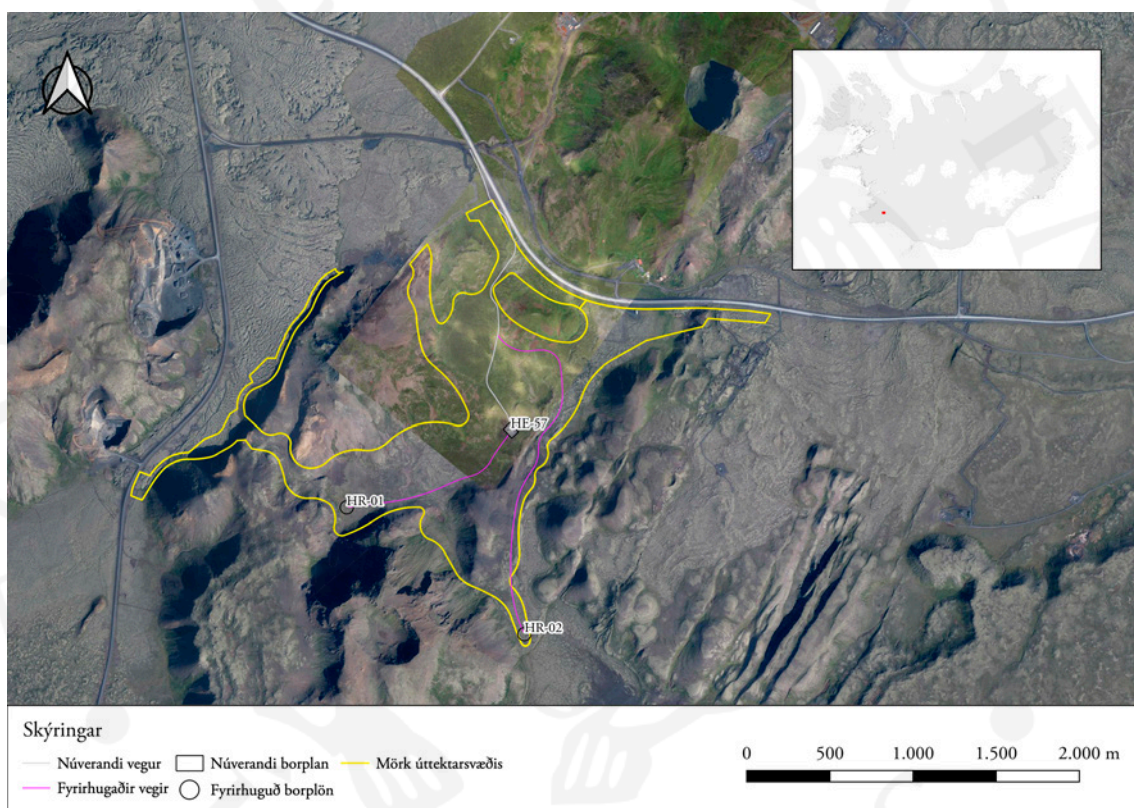 HE-57
HR-01
HR-02
Skýringar
Núverandi vegur
Núverandi borplan
Mörk úttektarsvæðis
Fyrirhugaðir vegir
Fyrirhuguð borplön
0 500 1.000 1.500 2.000 m